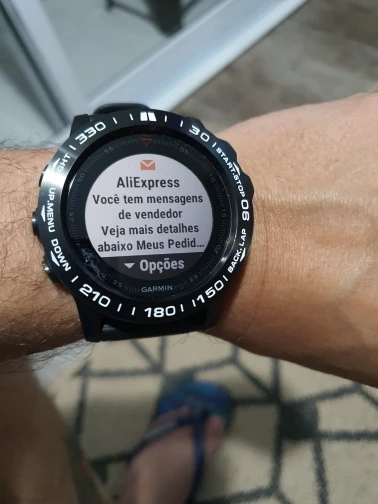 330
30
LIGHT
START-STOP
UP-MENU
60
DOWN
BACK LAP
210
180
150
AliExpress
Você tem mensagens
de vendedor
Veja mais detalhes
abaixo Meus Pedid...
Opções
GARMIN